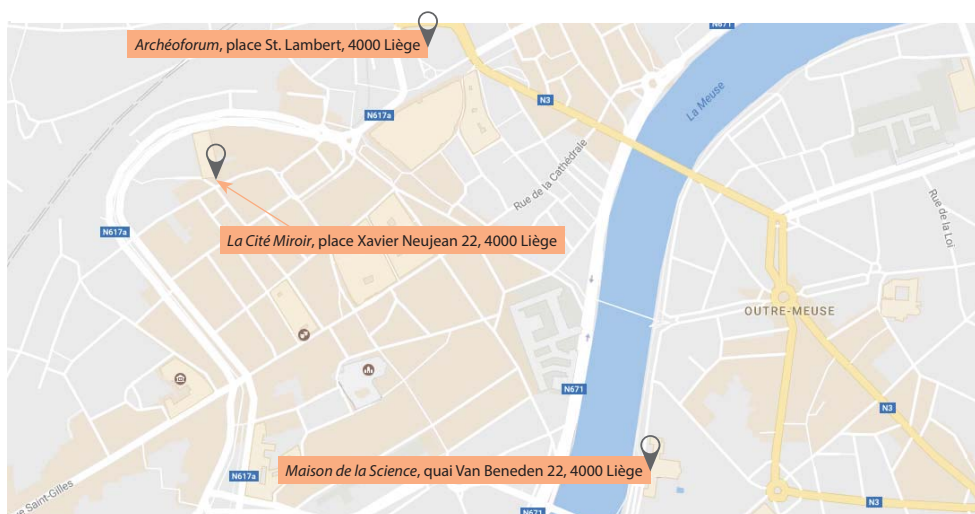 N671
Archéoforum, place St. Lambert, 4000 Liège
N3
La Meuse
N617a
N617a
Rue de la Cathédrale
Rue de la Loi
N617a
La Cité Miroir, place Xavier Neujean 22, 4000 Liège
OUTRE-MEUSE
N671
N3
Maison de la Science, quai Van Beneden 22, 4000 Liège
N617a
e Saint-Gilles
N3
N671